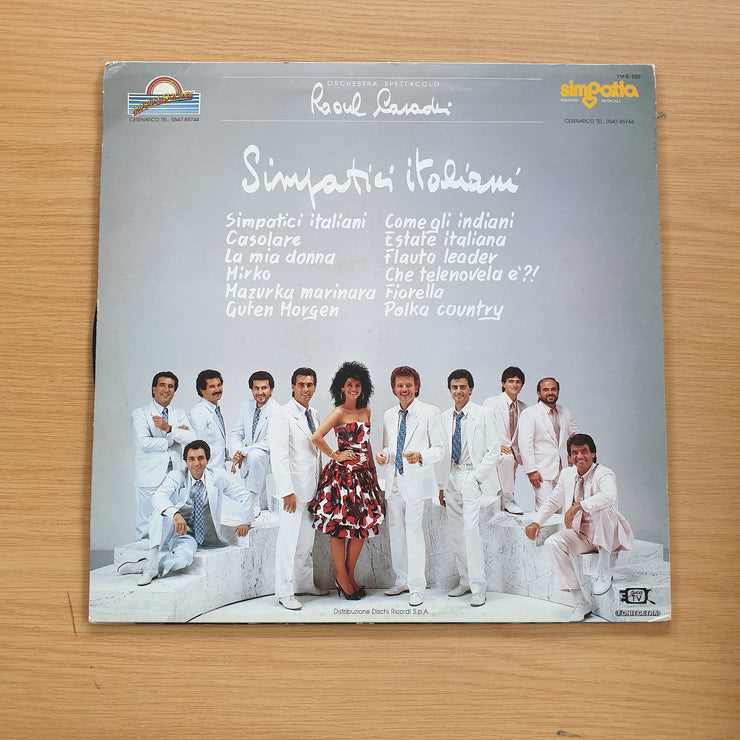 ORCHESTRA SPETTACOLO
Raoul Casadei
TMS 100
simpatia
EDIZIONI MUSICALI
CESENATICO TEL. 0547-85744
CESENATICO TEL. 0547-85744
Simpatici italiani
Simpatici italiani
Casolare
La mia donna
Mirko
Mazurka marinara
Guten Morgen
Come gli indiani
Estate italiana
Flauto leader
Che telenovela è?!
Fiorella
Polka country
Distribuzione Dischi Ricordi S.p.A.
TV
FONIT CETRA